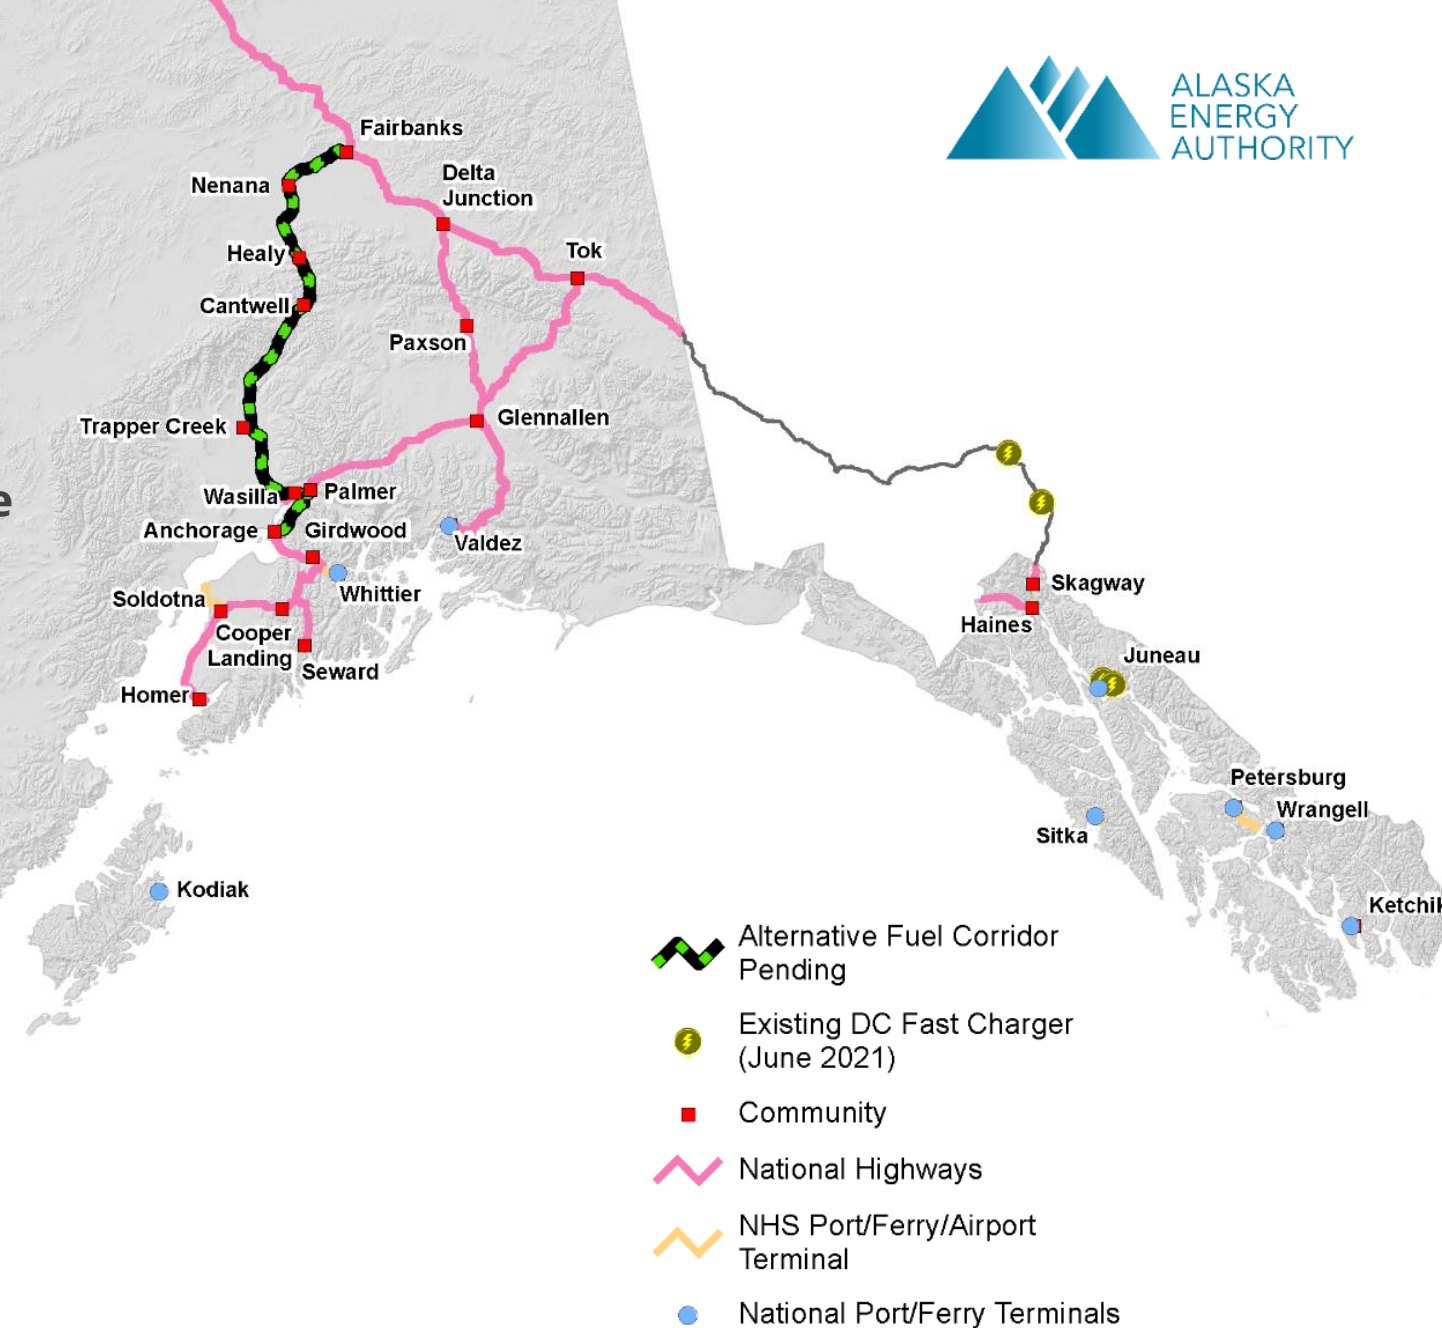 ALASKA
ENERGY
AUTHORITY
Fairbanks
Delta
Junction
Nenana
Healy
Tok
Cantwell
Paxson
Trapper Creek
Glennallen
e
Wasilla
Palmer
Anchorage
Girdwood
Valdez
Soldotna
Whittier
Cooper
Landing
Seward
Homer
Skagway
Haines
Juneau
Petersburg
Wrangell
Sitka
Kodiak
Ketchik
Alternative Fuel Corridor
Pending
Existing DC Fast Charger
(June 2021)
Community
National Highways
NHS Port/Ferry/Airport
Terminal
National Port/Ferry Terminals